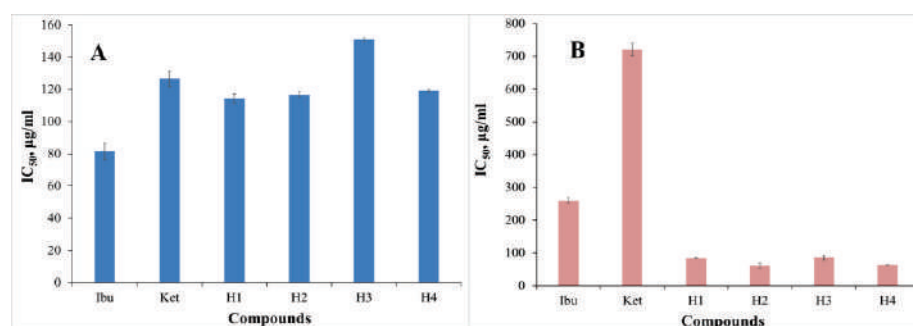 A
IC₅₀, µg/ml
160
140
120
100
80
60
40
20
0
Ibu Ket H1 H2 H3 H4
Compounds
B
IC₅₀, µg/ml
800
700
600
500
400
300
200
100
0
Ibu Ket H1 H2 H3 H4
Compounds